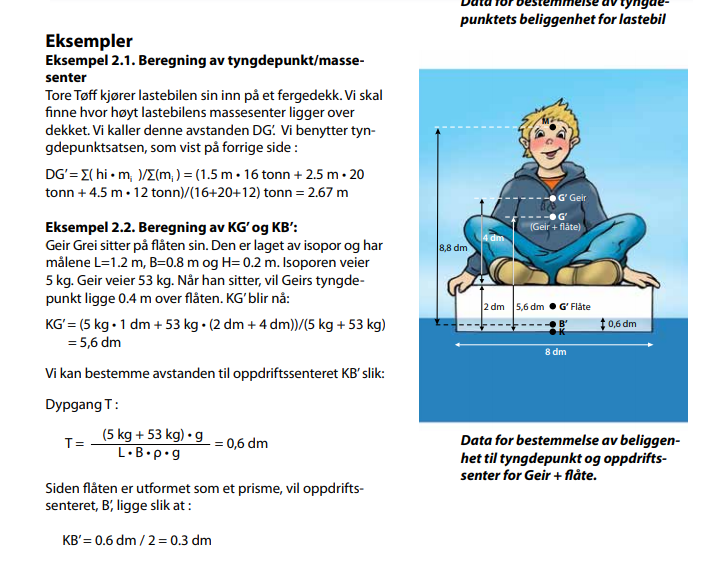 Data for bestemmelse av tyngde-
punktets beliggenhet for lastebil
Eksempler
Eksempel 2.1. Beregning av tyngdepunkt/masse-
senter
Tore Tøff kjører lastebilen sin inn på et fergedekk. Vi skal
finne hvor høyt lastebilens massesenter ligger over
dekket. Vi kaller denne avstanden DG'. Vi benytter tyn-
gdepunktsatsen, som vist på forrige side :
DG' = Σ( hi • mᵢ )/Σ(mᵢ ) = (1.5 m • 16 tonn + 2.5 m • 20
tonn + 4.5 m • 12 tonn)/(16+20+12) tonn = 2.67 m
Eksempel 2.2. Beregning av KG' og KB':
Geir Grei sitter på flåten sin. Den er laget av isopor og har
målene L=1.2 m, B=0.8 m og H= 0.2 m. Isoporen veier
5 kg. Geir veier 53 kg. Når han sitter, vil Geirs tyngde-
punkt ligge 0.4 m over flåten. KG' blir nå:
KG' = (5 kg • 1 dm + 53 kg • (2 dm + 4 dm))/(5 kg + 53 kg)
= 5,6 dm
Vi kan bestemme avstanden til oppdriftssenteret KB' slik:
Dypgang T :
T = (5 kg + 53 kg) • g
L • B • ρ • g
= 0,6 dm
Siden flåten er utformet som et prisme, vil oppdrifts-
senteret, B', ligge slik at :
KB' = 0.6 dm / 2 = 0.3 dm
M
G' Geir
G'
(Geir + flåte)
4 dm
8,8 dm
2 dm
5,6 dm
G' Flåte
B'
K
0,6 dm
8 dm
Data for bestemmelse av beliggen-
het til tyngdepunkt og oppdrifts-
senter for Geir + flåte.